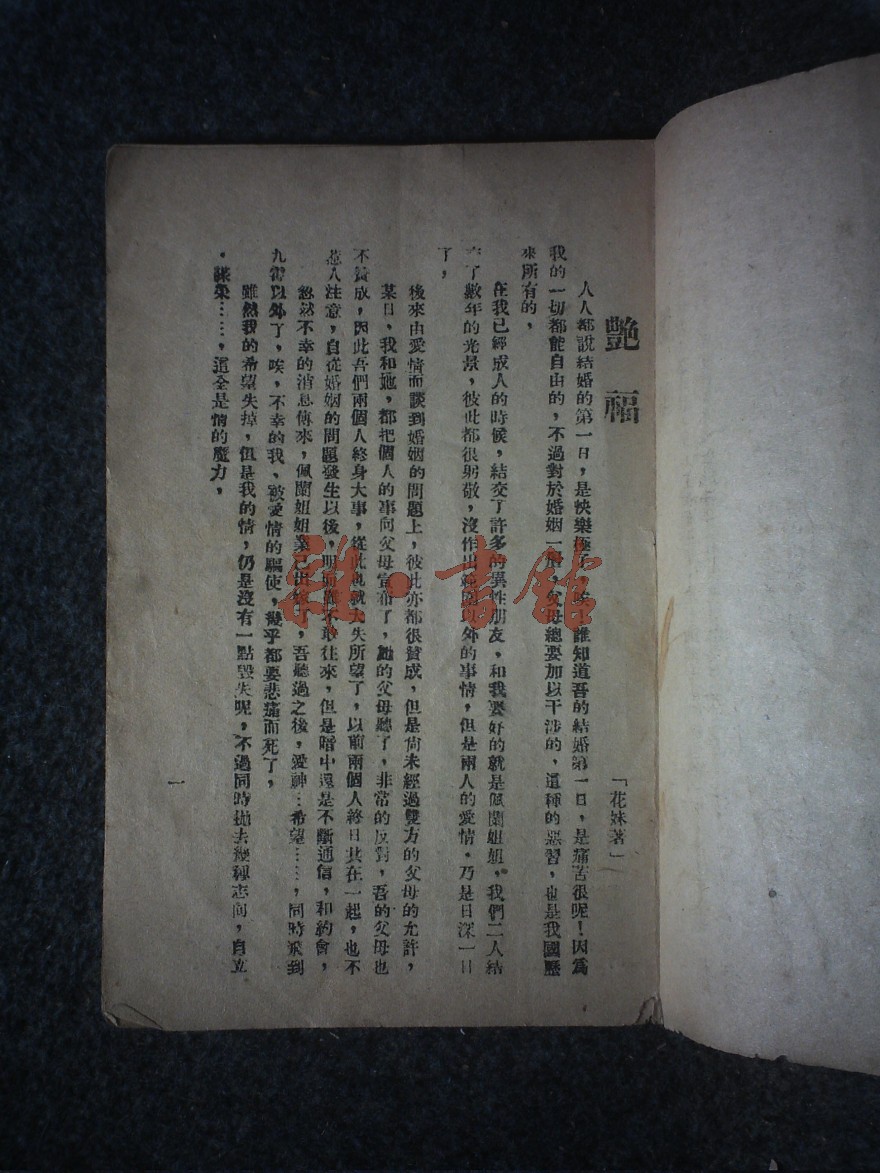 艷福
「花妹著」
人人都說結婚的第一日，是快樂極了，唉！誰知道吾的結婚第一日，是痛苦很呢！因爲
我的一切都能自由的，不過對於婚姻一層，父母總要加以干涉的，這種的惡習，也是我國歷
來所有的，
在我已經成人的時候，結交了許多的異性朋友，和我要好的就是佩蘭姐姐，我們二人結
交了數年的光景，彼此都很躬敬，沒作出範圍以外的事情，但是兩人的愛情，乃是日深一日
了，
後來由愛情而談到婚姻的問題上，彼此亦都很贊成，但是尙未經過雙方的父母的允許，
某日，我和她，都把個人的事向父母宣布了，她的父母聽了，非常的反對，吾的父母也
不贊成，因此吾們兩個人終身大事，從此也就大失所望了，以前兩個人終日共在一起，也不
惹人注意，自從婚姻的問題發生以後，明面雖不敢往來，但是暗中還是不斷通信，和約會，
忽然不幸的消息傳來，佩蘭姐姐業已出嫁了，吾聽過之後，愛神…希望……，同時飛到
九霄以外了，唉，不幸的我，被愛情的驅使，幾乎都要悲痛而死了，
雖然我的希望失掉，但是我的情，仍是沒有一點毀失呢，不過同時拋去幾種志向，自立
，謀榮……，這全是情的魔力，
一
雜·書館